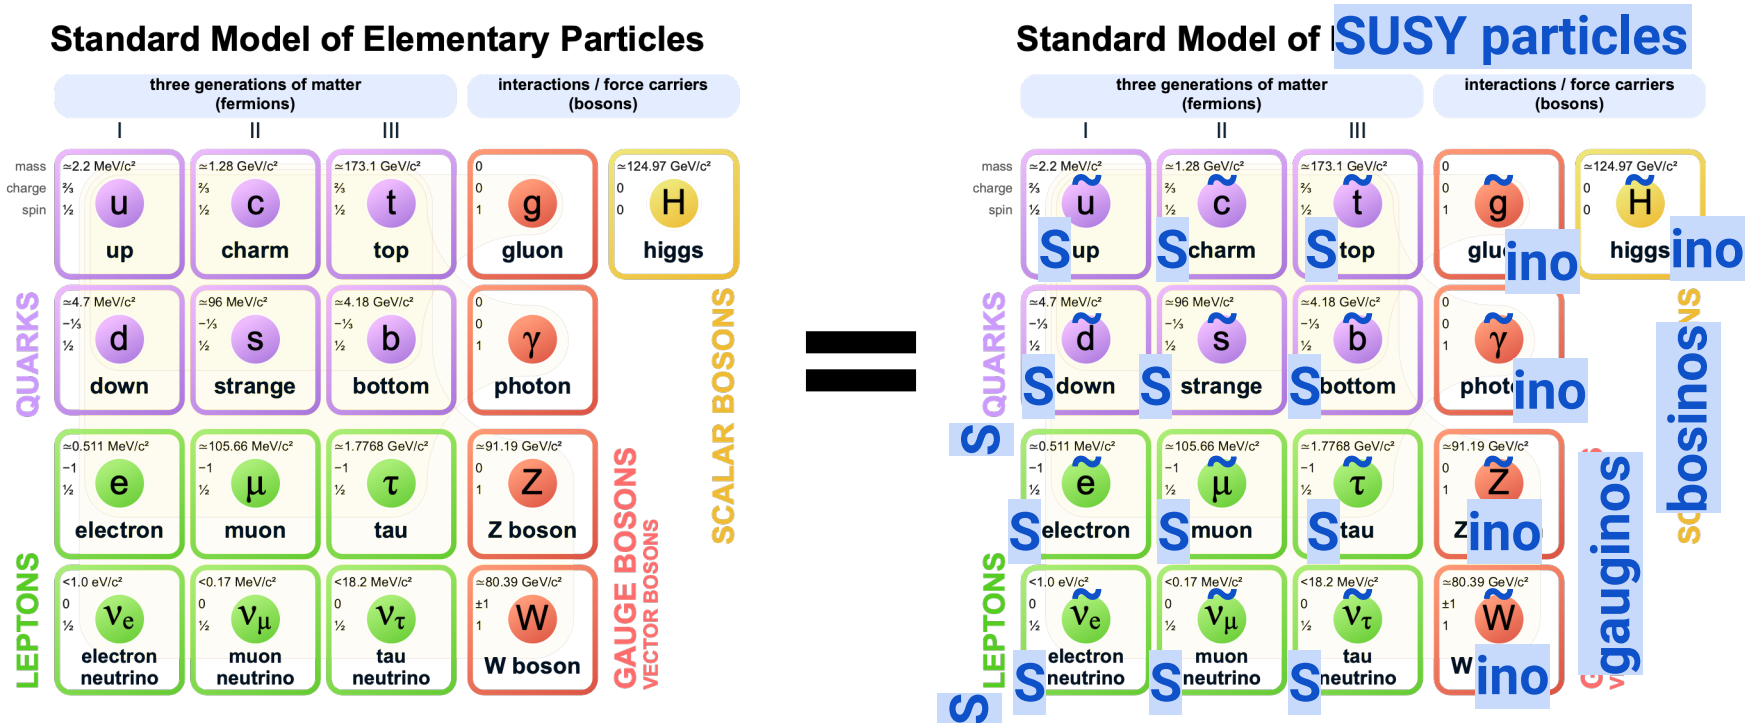 Standard Model of Elementary Particles
three generations of matter
(fermions)
interactions / force carriers
(bosons)
I II III
mass
charge
spin
≃2.2 MeV/c²
⅔
½
u
up
≃1.28 GeV/c²
⅔
½
c
charm
≃173.1 GeV/c²
⅔
½
t
top
0
0
1
g
gluon
≃124.97 GeV/c²
0
0
H
higgs
QUARKS
≃4.7 MeV/c²
−⅓
½
d
down
≃96 MeV/c²
−⅓
½
s
strange
≃4.18 GeV/c²
−⅓
½
b
bottom
0
0
1
γ
photon
SCALAR BOSONS
≃0.511 MeV/c²
−1
½
e
electron
≃105.66 MeV/c²
−1
½
μ
muon
≃1.7768 GeV/c²
−1
½
τ
tau
≃91.19 GeV/c²
0
1
Z
Z boson
LEPTONS
<1.0 eV/c²
0
½
νe
electron
neutrino
<0.17 MeV/c²
0
½
νμ
muon
neutrino
<18.2 MeV/c²
0
½
ντ
tau
neutrino
≃80.39 GeV/c²
±1
1
W
W boson
GAUGE BOSONS
VECTOR BOSONS
=
Standard Model of SUSY particles
three generations of matter
(fermions)
interactions / force carriers
(bosons)
I II III
mass
charge
spin
≃2.2 MeV/c²
⅔
½
ũ
Sup
≃1.28 GeV/c²
⅔
½
c̃
Scharm
≃173.1 GeV/c²
⅔
½
t̃
Stop
0
0
1
g̃
gluino
≃124.97 GeV/c²
0
0
H̃
higgsino
SQUARKS
≃4.7 MeV/c²
−⅓
½
d̃
Sdown
≃96 MeV/c²
−⅓
½
s̃
Sstrange
≃4.18 GeV/c²
−⅓
½
b̃
Sbottom
0
0
1
γ̃
photino
bosinos
≃0.511 MeV/c²
−1
½
ẽ
Selectron
≃105.66 MeV/c²
−1
½
μ̃
Smuon
≃1.7768 GeV/c²
−1
½
τ̃
Stau
≃91.19 GeV/c²
0
1
Z̃
Zino
SLEPTONS
<1.0 eV/c²
0
½
ν̃e
Selectron
neutrino
<0.17 MeV/c²
0
½
ν̃μ
Smuon
neutrino
<18.2 MeV/c²
0
½
ν̃τ
Stau
neutrino
≃80.39 GeV/c²
±1
1
W̃
Wino
gauginos